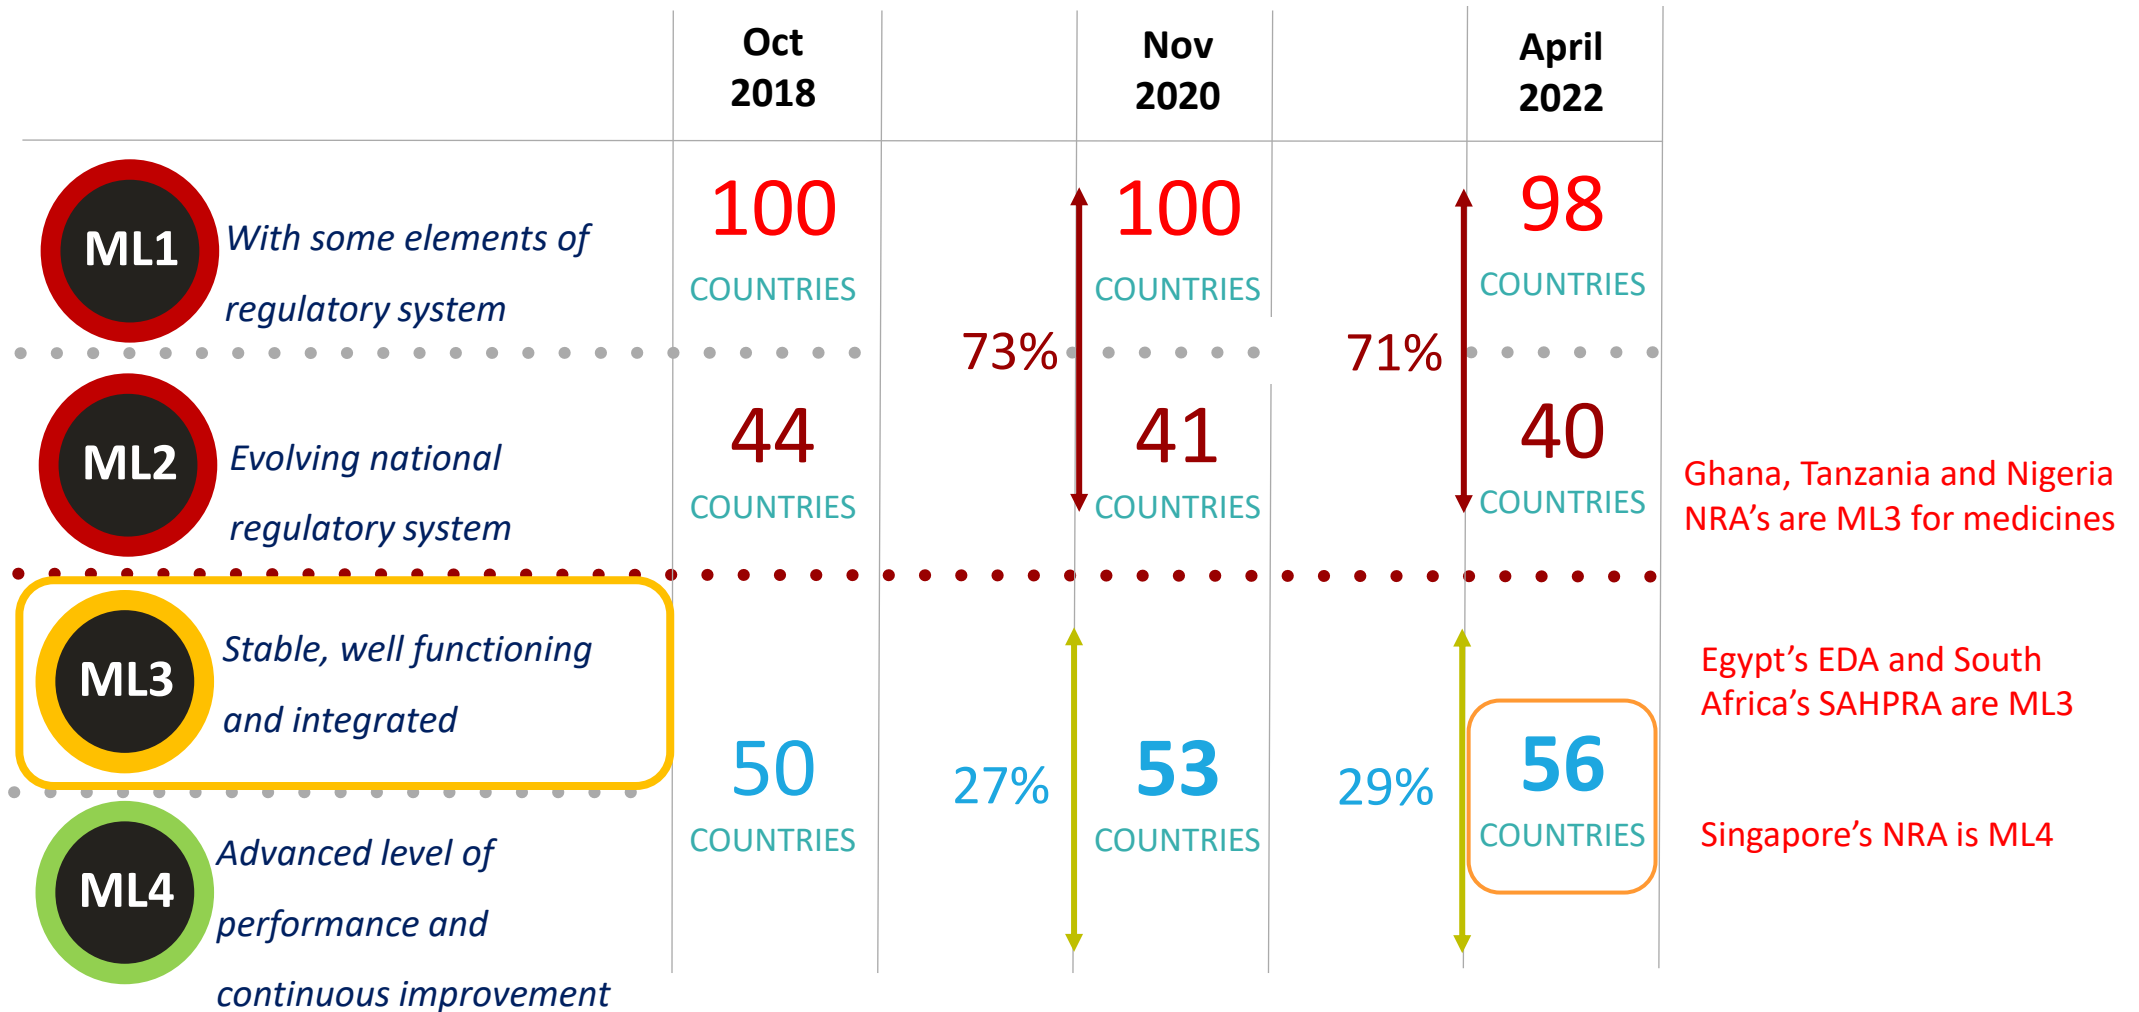 Oct
2018
Nov
2020
April
2022
ML1
With some elements of
regulatory system
100
COUNTRIES
100
COUNTRIES
98
COUNTRIES
73%
71%
ML2
Evolving national
regulatory system
44
COUNTRIES
41
COUNTRIES
40
COUNTRIES
Ghana, Tanzania and Nigeria
NRA's are ML3 for medicines
ML3
Stable, well functioning
and integrated
Egypt's EDA and South
Africa's SAHPRA are ML3
50
COUNTRIES
27%
53
COUNTRIES
29%
56
COUNTRIES
Singapore's NRA is ML4
ML4
Advanced level of
performance and
continuous improvement